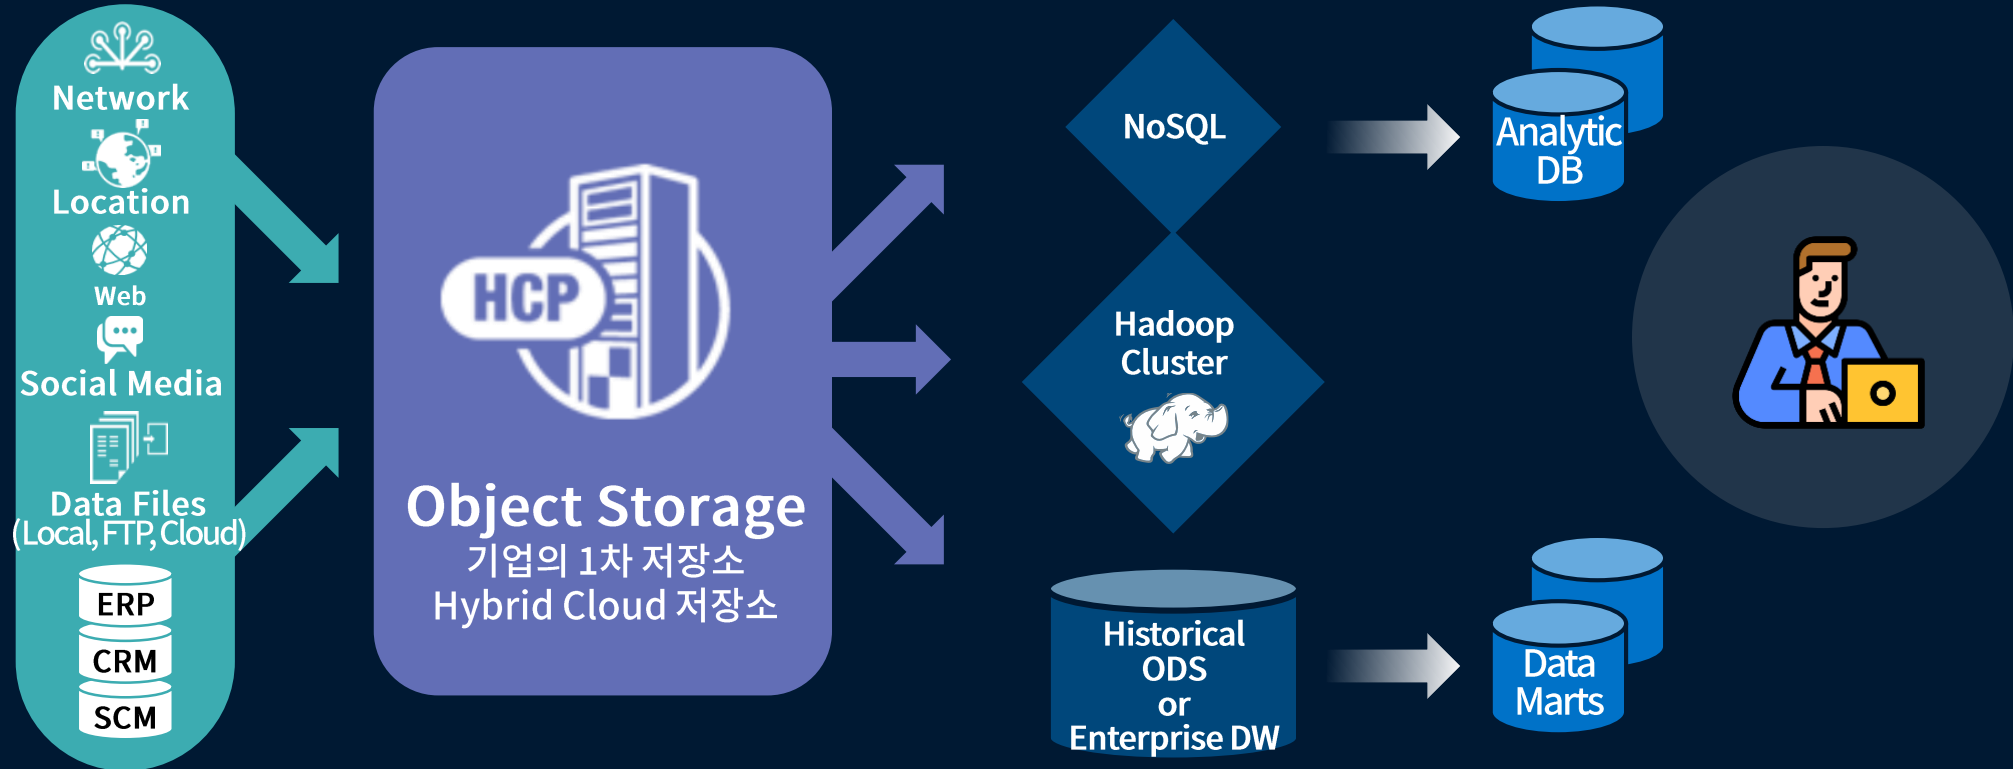 Network
Location
Web
Social Media
Data Files
(Local, FTP, Cloud)
ERP
CRM
SCM
HCP
Object Storage
기업의 1차 저장소
Hybrid Cloud 저장소
NoSQL
Hadoop
Cluster
Historical
ODS
or
Enterprise DW
Analytic
DB
Data
Marts